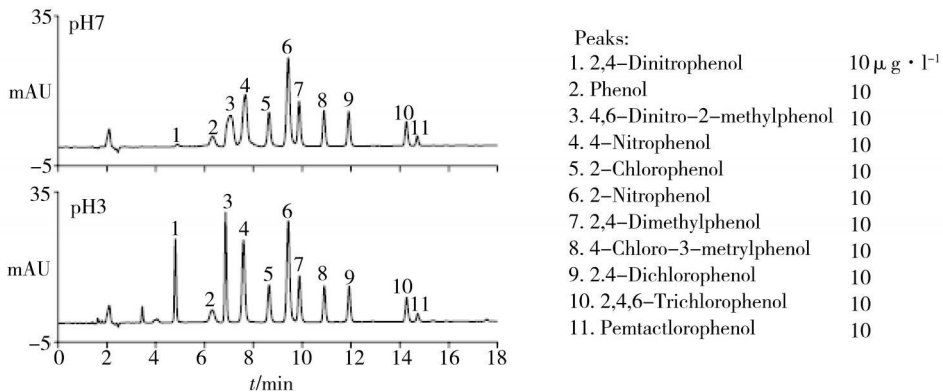 35
pH7
mAU
-5
1
2
3
4
5
6
7
8
9
10
11
35
pH3
mAU
-5
1
2
3
4
5
6
7
8
9
10
11
0 2 4 6 8 10 12 14 16 18
t/min
Peaks:
1. 2,4-Dinitrophenol 10 μg·l⁻¹
2. Phenol 10
3. 4,6-Dinitro-2-methylphenol 10
4. 4-Nitrophenol 10
5. 2-Chlorophenol 10
6. 2-Nitrophenol 10
7. 2,4-Dimethylphenol 10
8. 4-Chloro-3-metrylphenol 10
9. 2.4-Dichlorophenol 10
10. 2,4,6-Trichlorophenol 10
11. Pemtactlorophenol 10